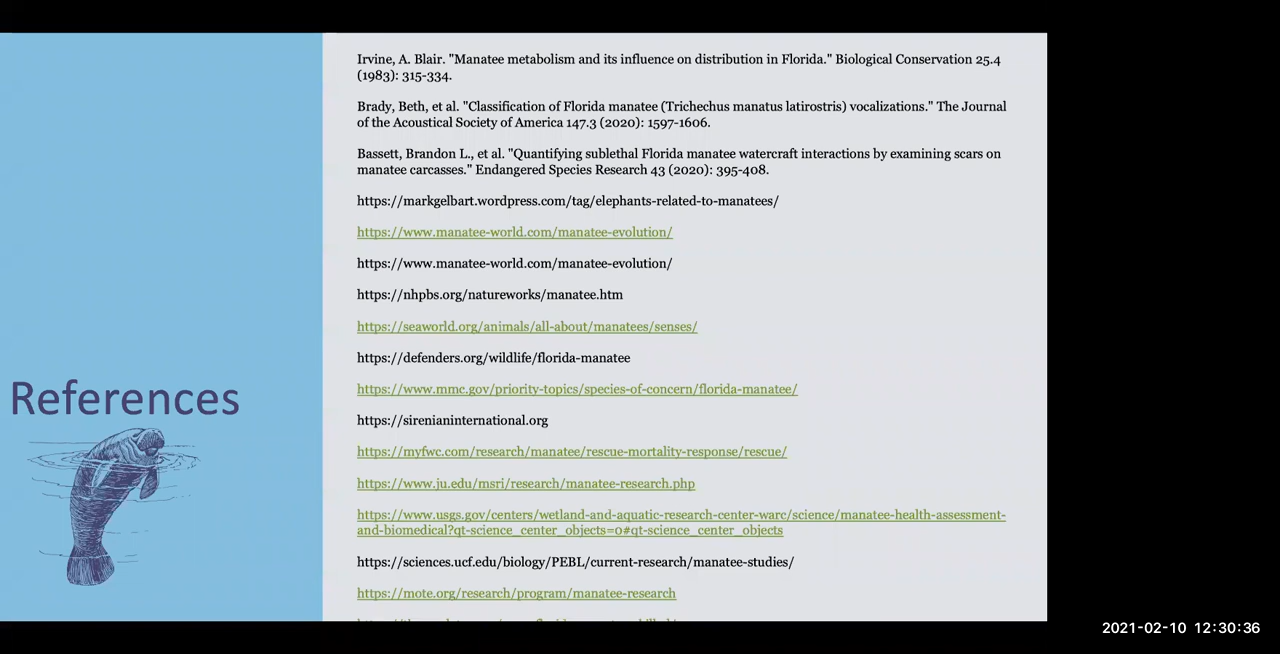 Irvine, A. Blair. "Manatee metabolism and its influence on distribution in Florida." Biological Conservation 25.4
(1983): 315-334.
Brady, Beth, et al. "Classification of Florida manatee (Trichechus manatus latirostris) vocalizations." The Journal
of the Acoustical Society of America 147.3 (2020): 1597-1606.
Bassett, Brandon L., et al. "Quantifying sublethal Florida manatee watercraft interactions by examining scars on
manatee carcasses." Endangered Species Research 43 (2020): 395-408.
https://markgelbart.wordpress.com/tag/elephants-related-to-manatees/
https://www.manatee-world.com/manatee-evolution/
https://www.manatee-world.com/manatee-evolution/
https://nhpbs.org/natureworks/manatee.htm
https://seaworld.org/animals/all-about/manatees/senses/
https://defenders.org/wildlife/florida-manatee
https://www.mmc.gov/priority-topics/species-of-concern/florida-manatee/
https://sirenianinternational.org
https://myfwc.com/research/manatee/rescue-mortality-response/rescue/
https://www.ju.edu/msri/research/manatee-research.php
https://www.usgs.gov/centers/wetland-and-aquatic-research-center-warc/science/manatee-health-assessment-
and-biomedical?qt-science_center_objects=0#qt-science_center_objects
https://sciences.ucf.edu/biology/PEBL/current-research/manatee-studies/
https://mote.org/research/program/manatee-research
References
2021-02-10 12:30:36